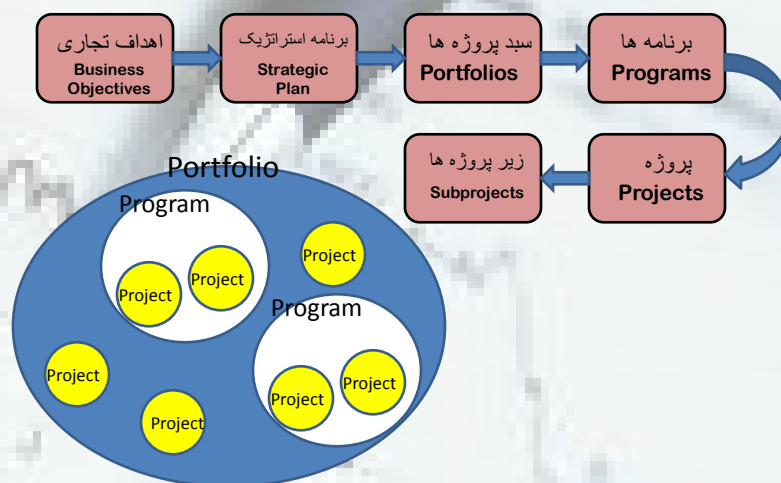 اهداف تجاری
Business
Objectives
برنامه استراتژیک
Strategic
Plan
سبد پروژه ها
Portfolios
برنامه ها
Programs
زیر پروژه ها
Subprojects
پروژه
Projects
Portfolio
Program
Project
Project
Project
Program
Project
Project
Project
Project